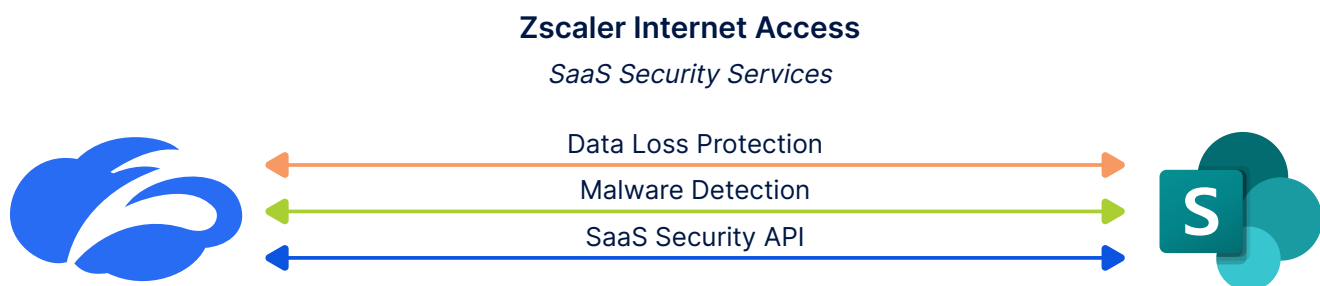 Zscaler Internet Access
SaaS Security Services
Data Loss Protection
Malware Detection
SaaS Security API
S